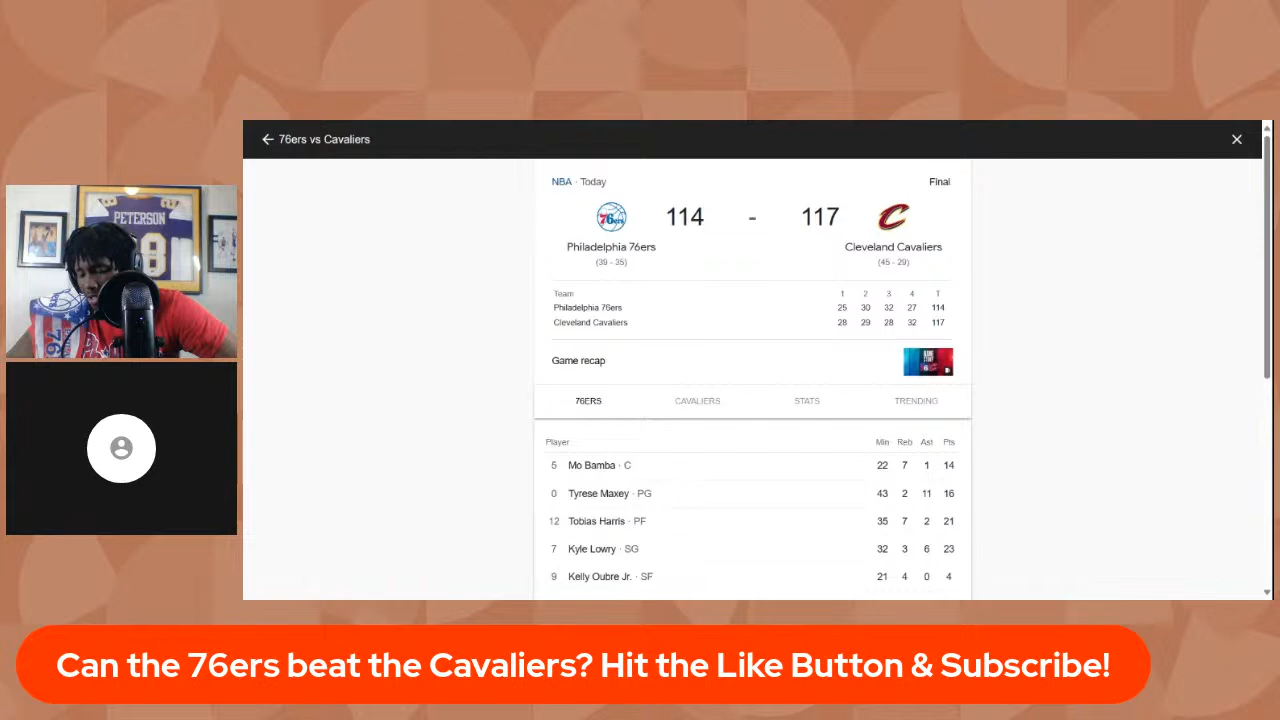 ← 76ers vs Cavaliers
NBA · Today
Final
76ers
114 - 117
C
Philadelphia 76ers
(39 - 35)
Cleveland Cavaliers
(45 - 29)
Team 1 2 3 4 T
Philadelphia 76ers 25 30 32 27 114
Cleveland Cavaliers 28 29 28 32 117
Game recap
76ERS CAVALIERS STATS TRENDING
Player Min Reb Ast Pts
5 Mo Bamba · C 22 7 1 14
0 Tyrese Maxey · PG 43 2 11 16
12 Tobias Harris · PF 35 7 2 21
7 Kyle Lowry · SG 32 3 6 23
9 Kelly Oubre Jr. · SF 21 4 0 4
PETERSON
Can the 76ers beat the Cavaliers? Hit the Like Button & Subscribe!